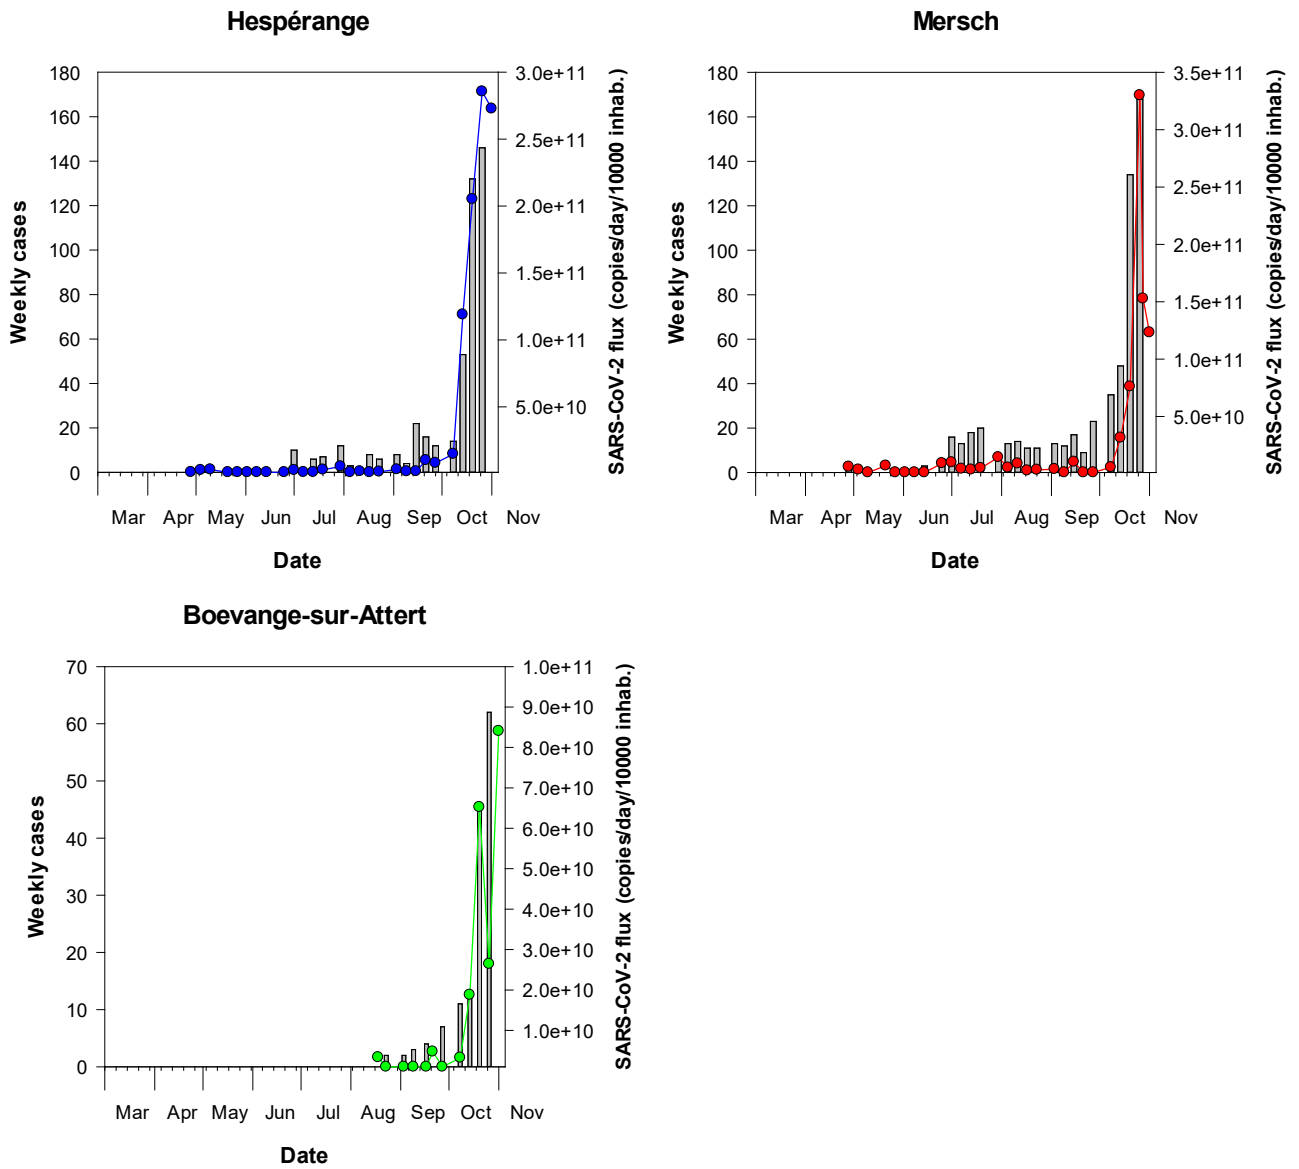 Hespérange
180
160
140
120
100
80
60
40
20
0
Weekly cases
3.0e+11
2.5e+11
2.0e+11
1.5e+11
1.0e+11
5.0e+10
SARS-CoV-2 flux (copies/day/10000 inhab.)
Mar Apr May Jun Jul Aug Sep Oct Nov
Date
Mersch
180
160
140
120
100
80
60
40
20
0
Weekly cases
3.5e+11
3.0e+11
2.5e+11
2.0e+11
1.5e+11
1.0e+11
5.0e+10
SARS-CoV-2 flux (copies/day/10000 inhab.)
Mar Apr May Jun Jul Aug Sep Oct Nov
Date
Boevange-sur-Attert
70
60
50
40
30
20
10
0
Weekly cases
1.0e+11
9.0e+10
8.0e+10
7.0e+10
6.0e+10
5.0e+10
4.0e+10
3.0e+10
2.0e+10
1.0e+10
SARS-CoV-2 flux (copies/day/10000 inhab.)
Mar Apr May Jun Jul Aug Sep Oct Nov
Date